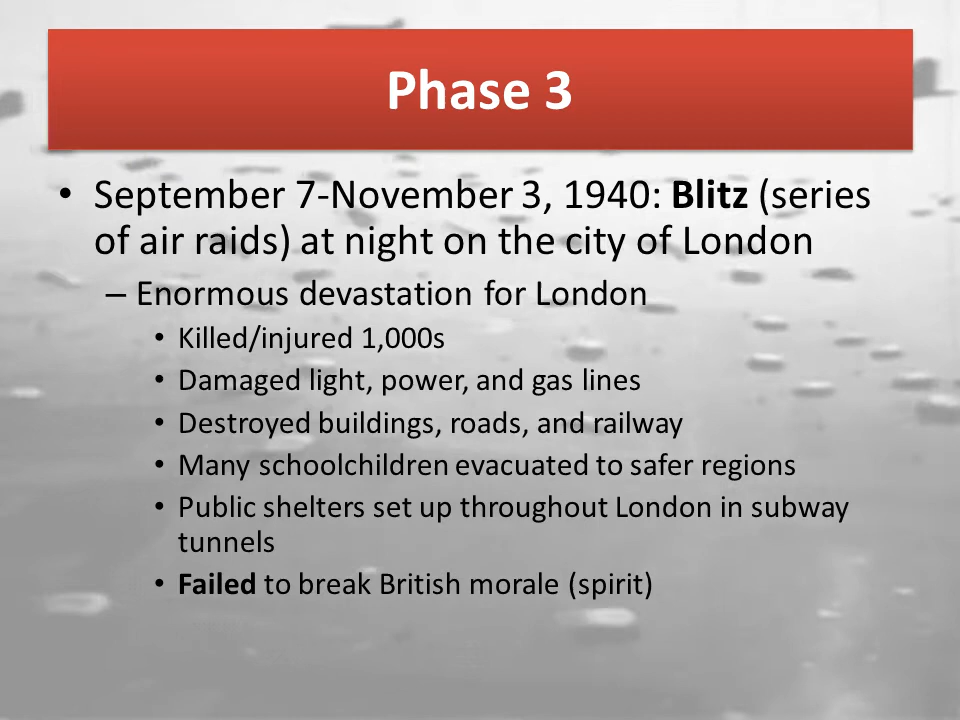 Phase 3
• September 7-November 3, 1940: Blitz (series
of air raids) at night on the city of London
– Enormous devastation for London
• Killed/injured 1,000s
• Damaged light, power, and gas lines
• Destroyed buildings, roads, and railway
• Many schoolchildren evacuated to safer regions
• Public shelters set up throughout London in subway
tunnels
• Failed to break British morale (spirit)